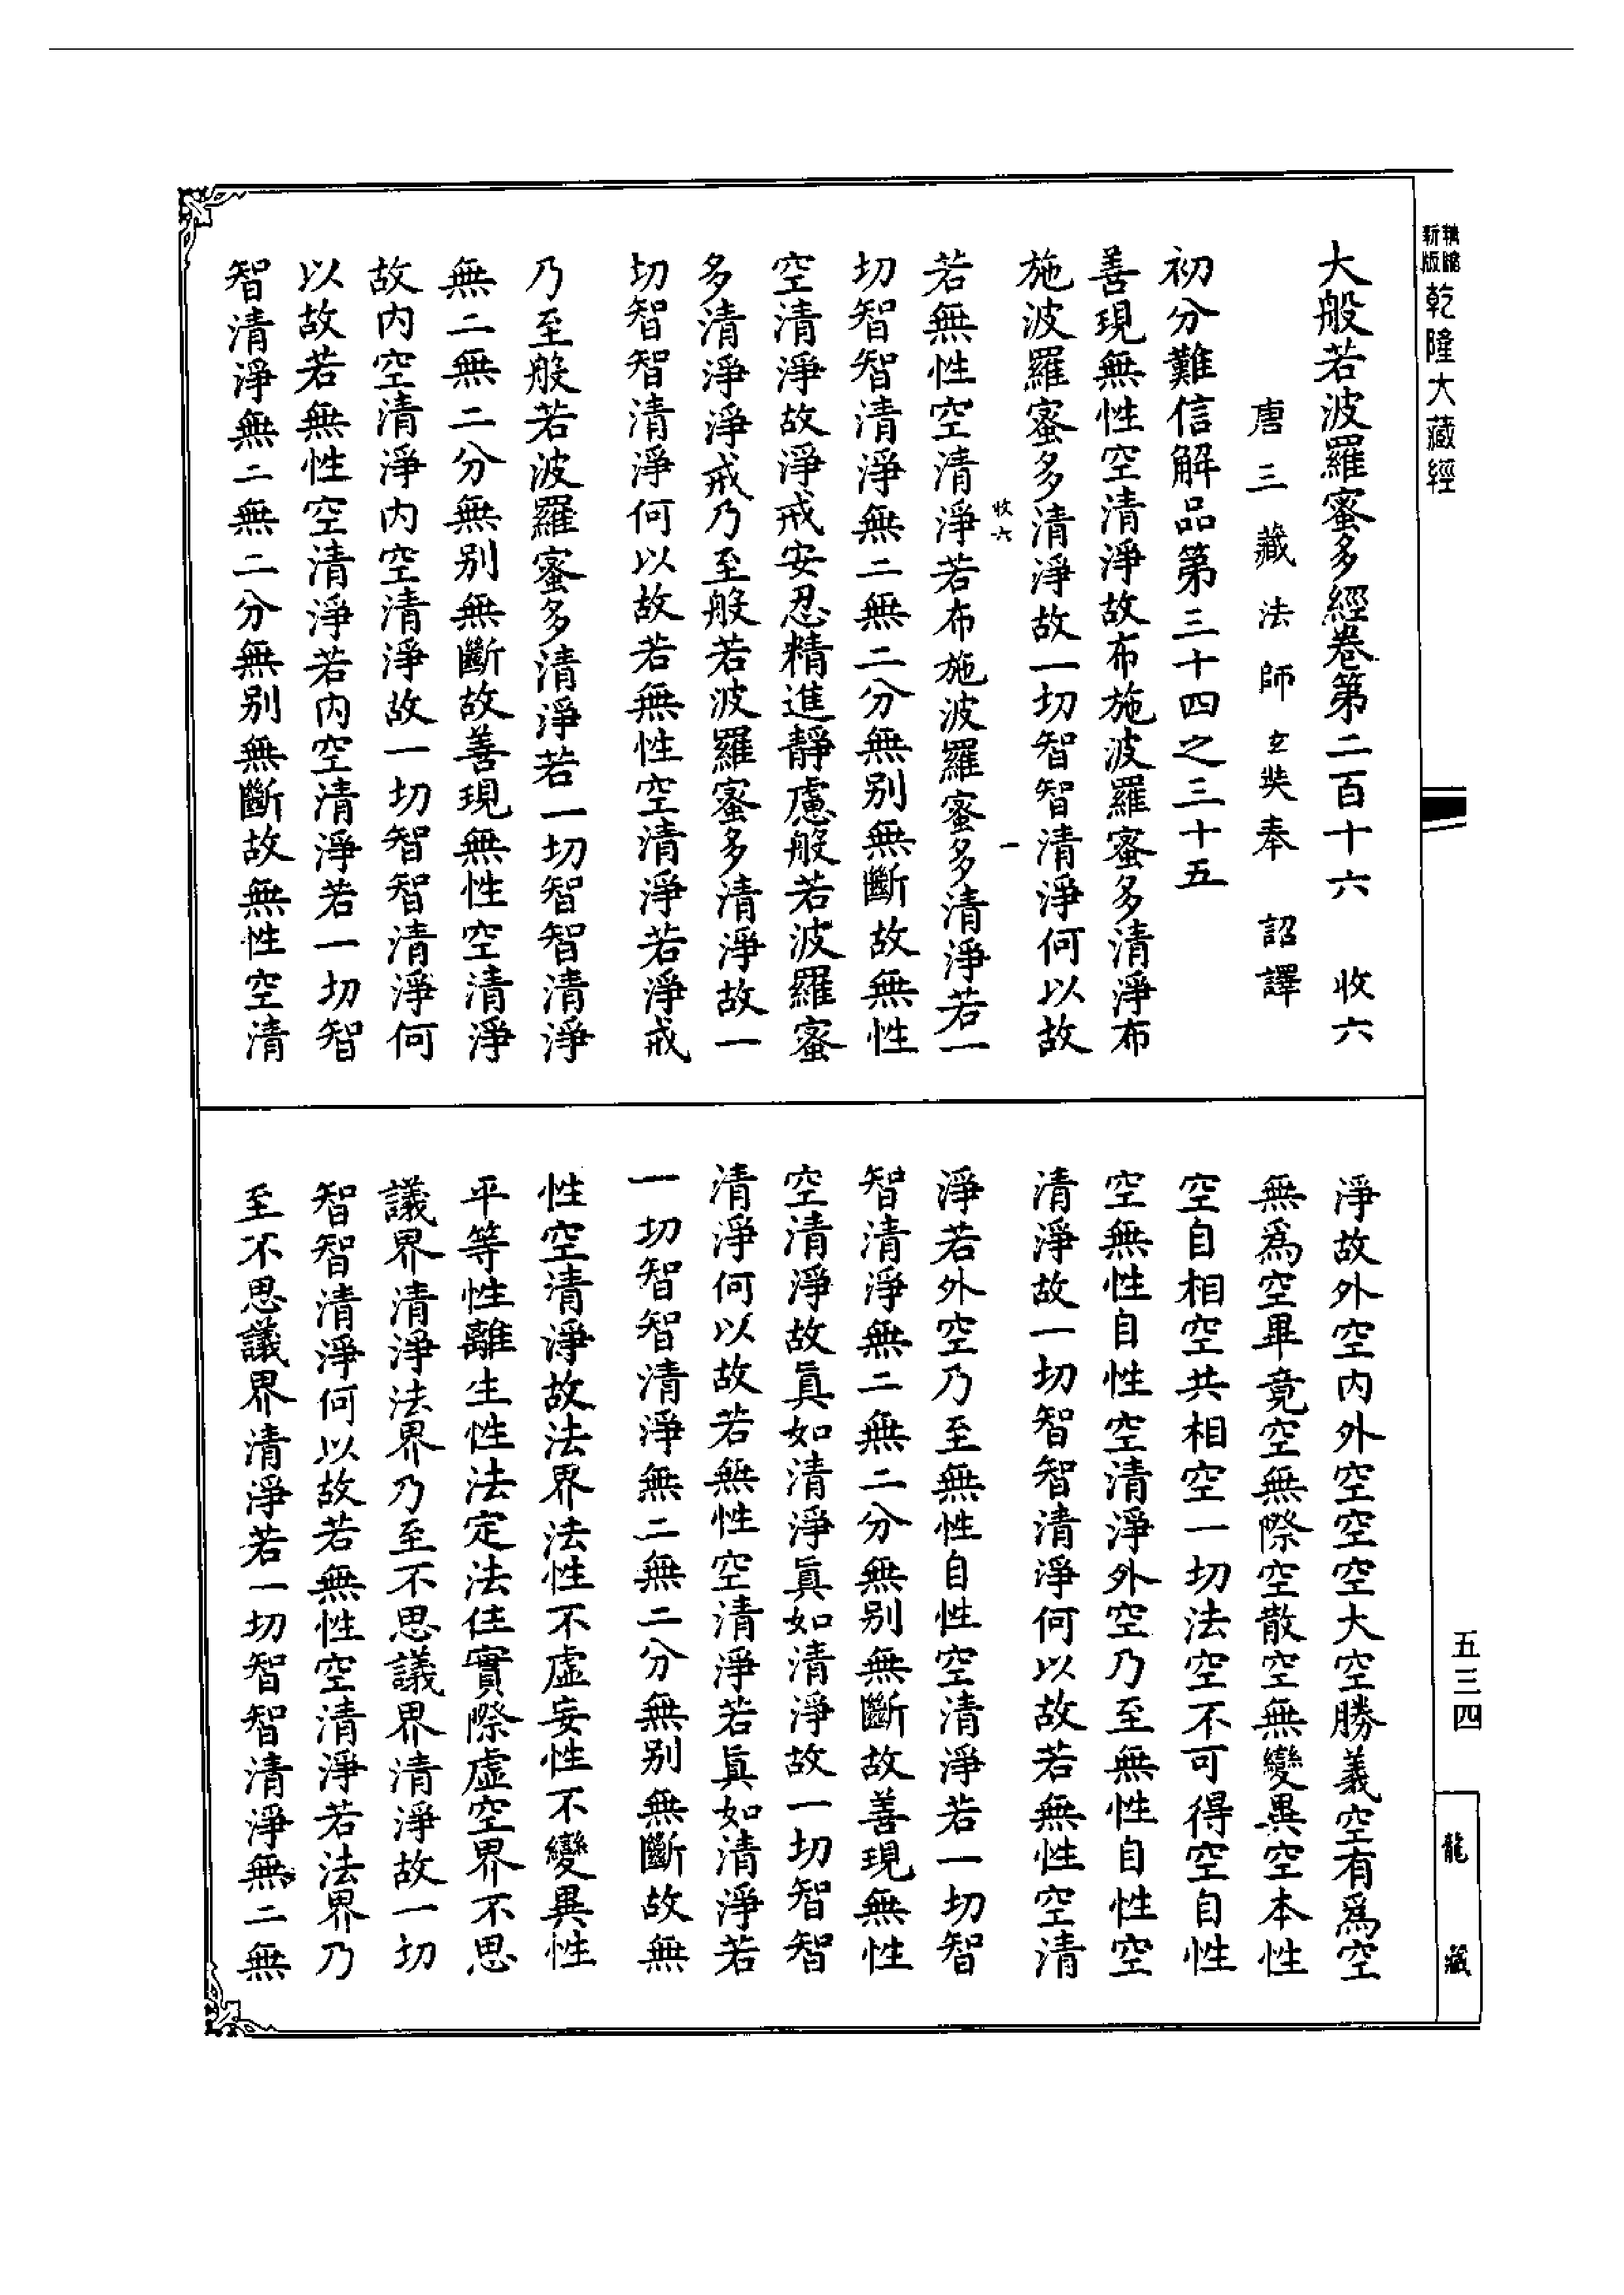 新版
乾隆大藏經
大般若波羅蜜多經卷第二百十六　收六
唐三藏法師玄奘奉　詔譯
初分難信解品第三十四之三十五
善現無性空清淨故布施波羅蜜多清淨布
施波羅蜜多清淨故一切智智清淨何以故
收六　一
若無性空清淨若布施波羅蜜多清淨若一
切智智清淨無二無二分無別無斷故無性
空清淨故淨戒安忍精進靜慮般若波羅蜜
多清淨淨戒乃至般若波羅蜜多清淨故一
切智智清淨何以故若無性空清淨若淨戒
乃至般若波羅蜜多清淨若一切智智清淨
無二無二分無別無斷故善現無性空清淨
故內空清淨內空清淨故一切智智清淨何
以故若無性空清淨若內空清淨若一切智
智清淨無二無二分無別無斷故無性空清
淨故外空內外空空空大空勝義空有爲空
無爲空畢竟空無際空散空無變異空本性
空自相空共相空一切法空不可得空自性
空無性自性空清淨外空乃至無性自性空
清淨故一切智智清淨何以故若無性空清
淨若外空乃至無性自性空清淨若一切智
智清淨無二無二分無別無斷故善現無性
空清淨故眞如清淨眞如清淨故一切智智
清淨何以故若無性空清淨若眞如清淨若
一切智智清淨無二無二分無別無斷故無
性空清淨故法界法性不虛妄性不變異性
平等性離生性法定法住實際虛空界不思
議界清淨法界乃至不思議界清淨故一切
智智清淨何以故若無性空清淨若法界乃
至不思議界清淨若一切智智清淨無二無
五三四
龍藏